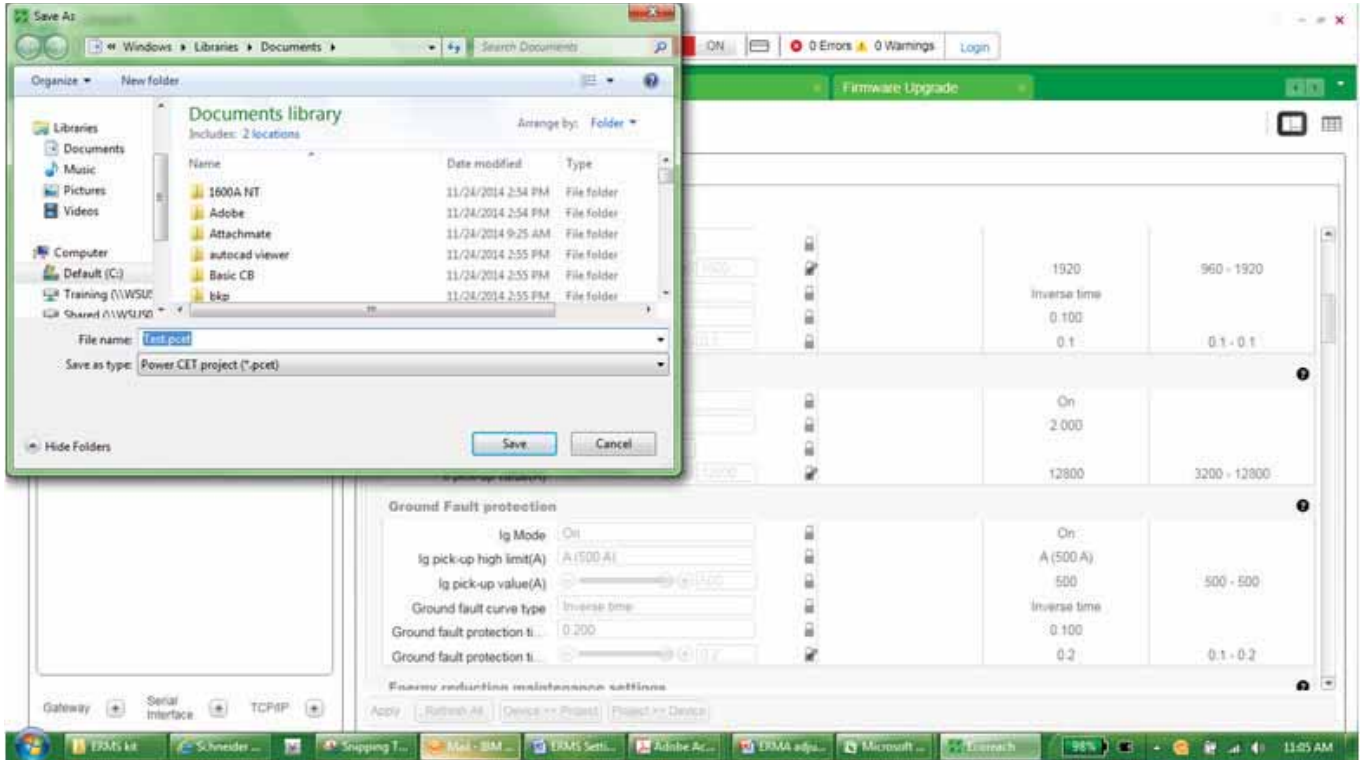 Save As
Windows ▸ Libraries ▸ Documents ▸
Search Documents
ON
0 Errors
0 Warnings
Login
Organize
New folder
Firmware Upgrade
Documents library
Includes: 2 locations
Arrange by: Folder
Libraries
Documents
Music
Pictures
Videos
Computer
Default (C:)
Training (\\WSUS
Shared (\\WSUS0
Name Date modified Type
1600A NT 11/24/2014 2:54 PM File folder
Adobe 11/24/2014 2:54 PM File folder
Attachmate 11/24/2014 9:25 AM File folder
autocad viewer 11/24/2014 2:55 PM File folder
Basic CB 11/24/2014 2:55 PM File folder
bkp 11/24/2014 2:55 PM File folder
File name: Test.pcet
Save as type: Power CET project (*.pcet)
Hide Folders
Save
Cancel
1920 960 - 1920
Inverse time
0.100
0.1 0.1 - 0.1
On
2.000
12800 3200 - 12800
Ground Fault protection
Ig Mode On On
Ig pick-up high limit(A) A (500 A) A (500 A)
Ig pick-up value(A) 500 500 - 500
Ground fault curve type Inverse time Inverse time
Ground fault protection ti... 0.200 0.100
Ground fault protection ti... 0.2 0.2 0.1 - 0.2
Energy reduction maintenance settings
Gateway
Serial Interface
TCP/IP
Apply Refresh All Device >> Project Project >> Device
ERMS kit
Schneider ...
Snipping T...
Mail - IBM ...
ERMS Setti...
Adobe Ac...
ERMA adju...
Microsoft ...
Ecoreach
98%
11:05 AM